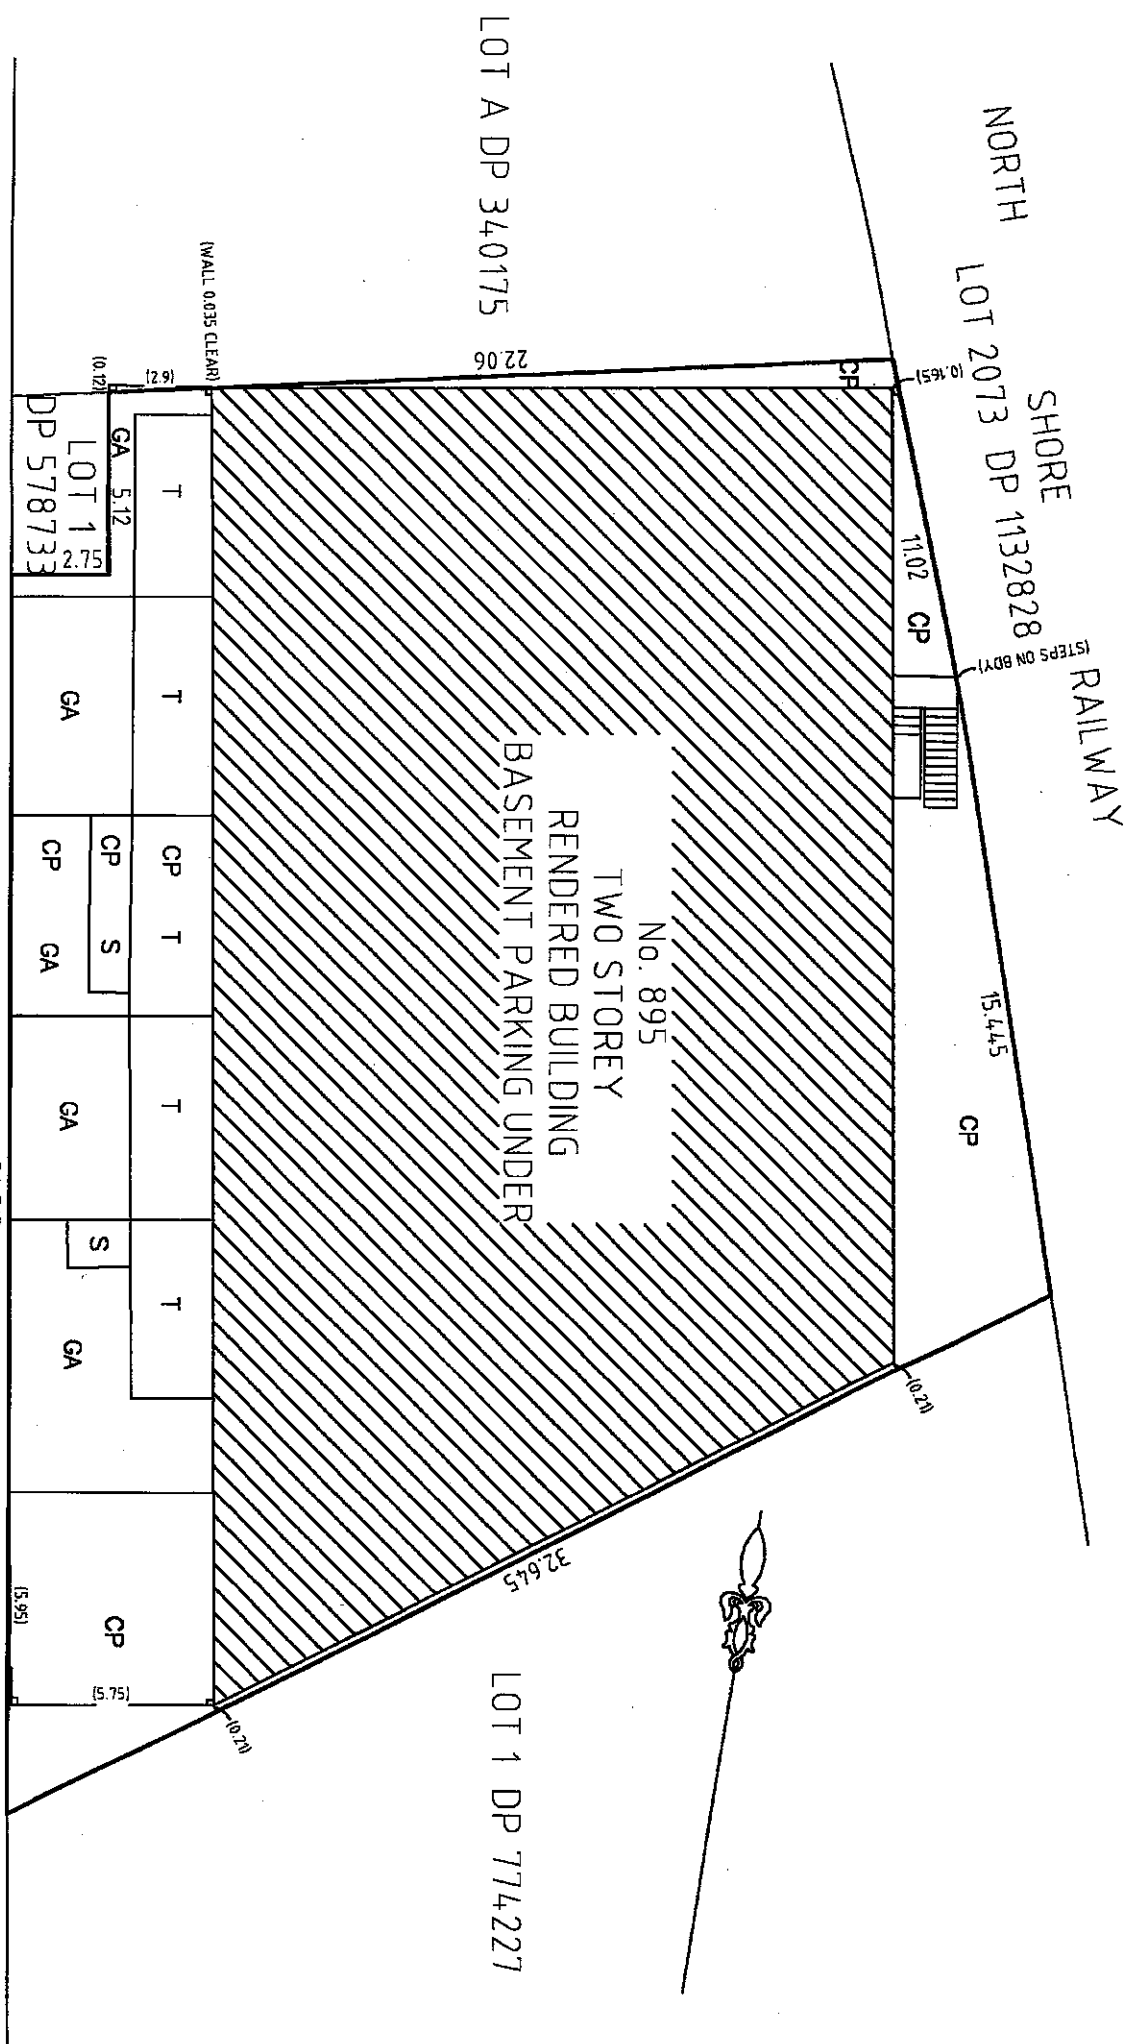 NORTH
SHORE
RAILWAY
LOT 2073 DP 1132828
LOT A DP 340175
(STEPS ON BDY)
(0.165)
CP
22.06
11.02
CP
15.445
CP
(0.21)
No. 895
TWO STOREY
RENDERED BUILDING
BASEMENT PARKING UNDER
32.645
(0.21)
LOT 1 DP 774227
(WALL 0.035 CLEAR)
(2.9)
(0.12)
T
T
CP T
T
T
GA 5.12
LOT 1
DP 578733
2.75
GA
CP S
CP GA
GA
S
GA
CP
(5.75)
(5.95)